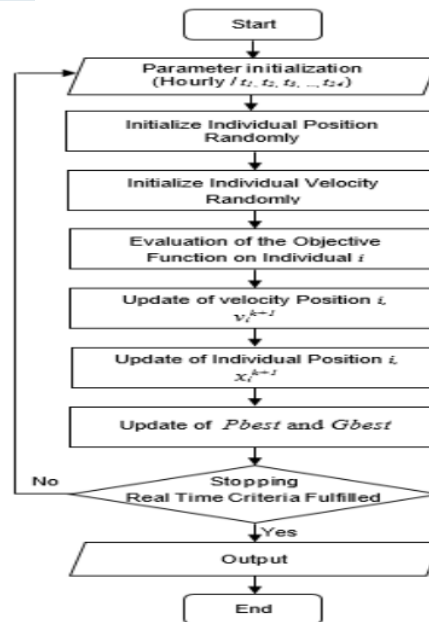 Start
Parameter initialization
(Hourly / t1, t2, t3, ..., t24)
Initialize Individual Position
Randomly
Initialize Individual Velocity
Randomly
Evaluation of the Objective
Function on Individual i
Update of velocity Position i,
vi^k+1
Update of Individual Position i,
xi^k+1
Update of Pbest and Gbest
No
Stopping
Real Time Criteria Fulfilled
Yes
Output
End